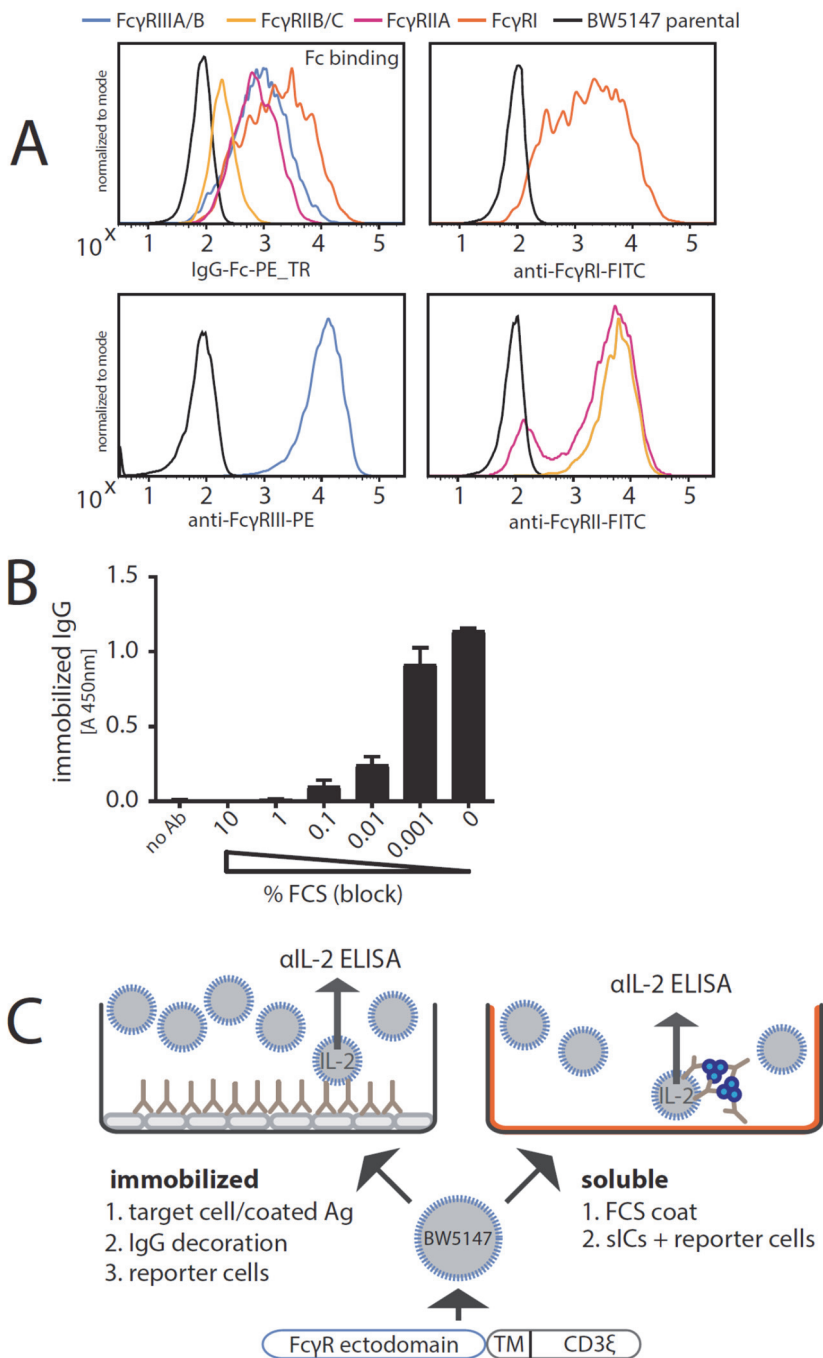 FcγRIIIA/B FcγRIIB/C FcγRIIA FcγRI BW5147 parental
A
Fc binding
normalized to mode
10^X 1 2 3 4 5
IgG-Fc-PE_TR
1 2 3 4 5
anti-FcγRI-FITC
normalized to mode
10^X 1 2 3 4 5
anti-FcγRIII-PE
1 2 3 4 5
anti-FcγRII-FITC
B
immobilized IgG
[A 450nm]
1.5
1.0
0.5
0.0
no Ab 10 1 0.1 0.01 0.001 0
% FCS (block)
C
αIL-2 ELISA
IL-2
αIL-2 ELISA
IL-2
immobilized
1. target cell/coated Ag
2. IgG decoration
3. reporter cells
soluble
1. FCS coat
2. sICs + reporter cells
BW5147
FcγR ectodomain TM CD3ξ